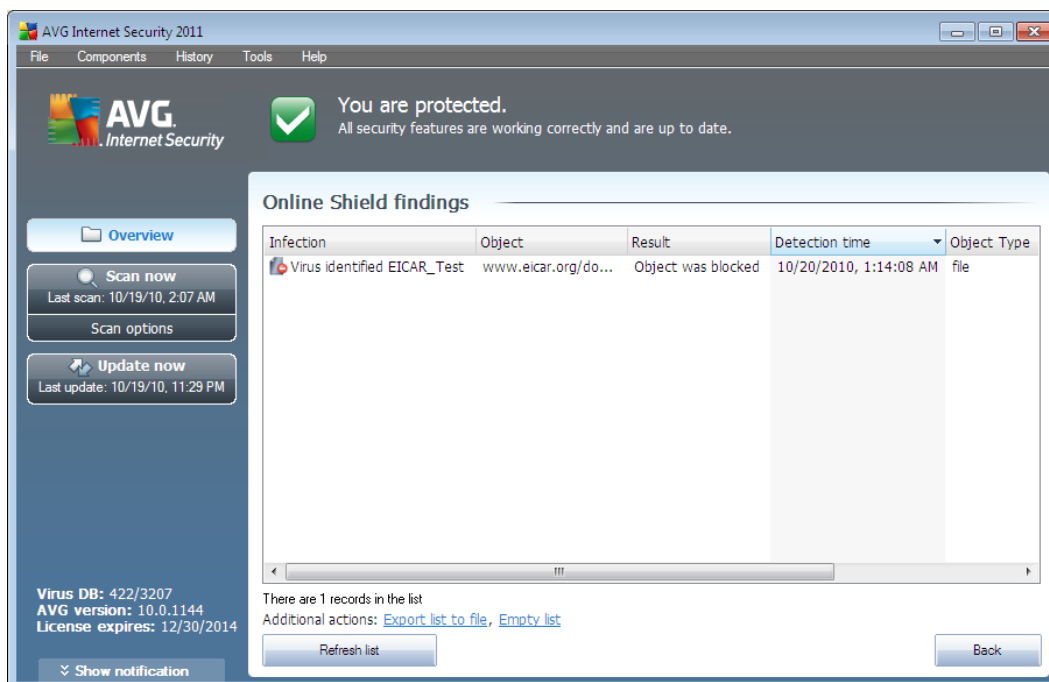 AVG Internet Security 2011
File Components History Tools Help
AVG.
Internet Security
You are protected.
All security features are working correctly and are up to date.
Overview
Scan now
Last scan: 10/19/10, 2:07 AM
Scan options
Update now
Last update: 10/19/10, 11:29 PM
Virus DB: 422/3207
AVG version: 10.0.1144
License expires: 12/30/2014
Show notification
Online Shield findings
Infection Object Result Detection time Object Type
Virus identified EICAR_Test www.eicar.org/do... Object was blocked 10/20/2010, 1:14:08 AM file
There are 1 records in the list
Additional actions: Export list to file, Empty list
Refresh list Back